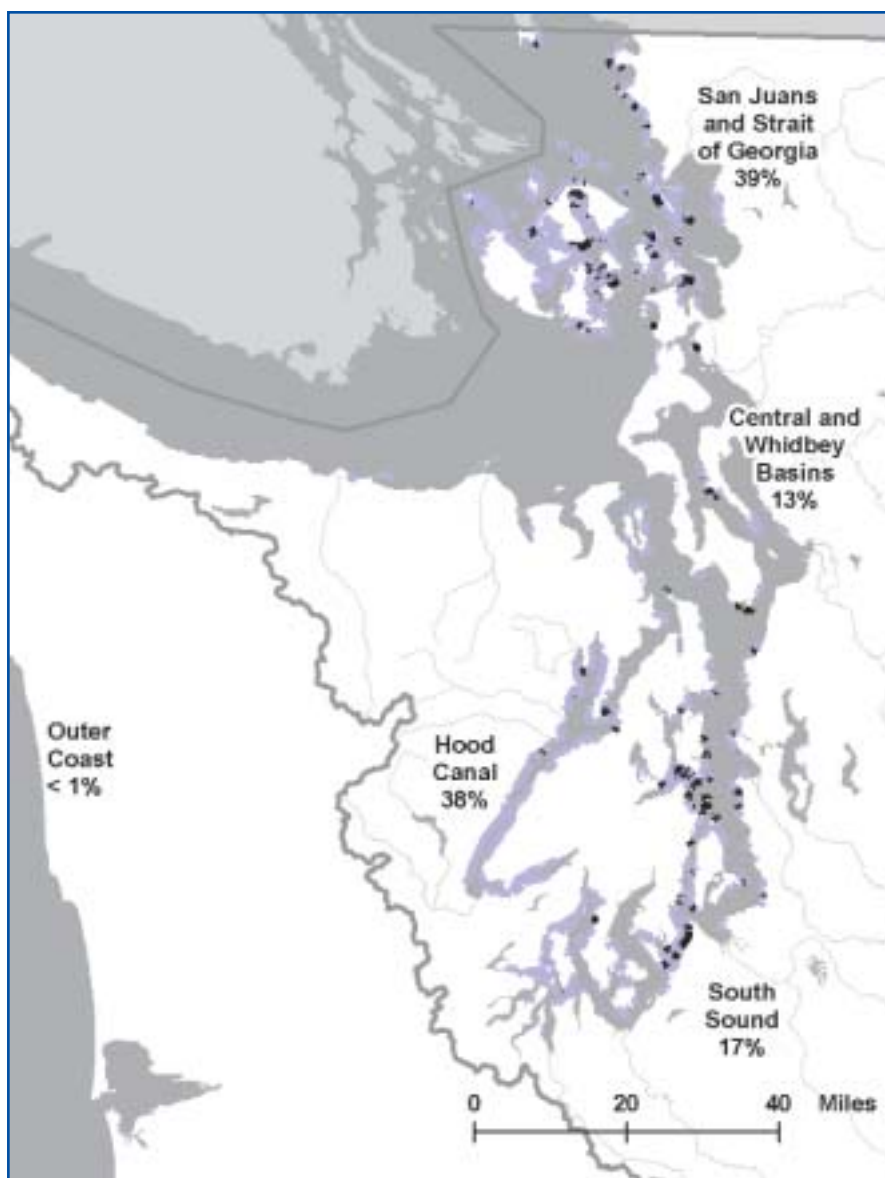 San Juans
and Strait
of Georgia
39%
Central and
Whidbey
Basins
13%
Outer
Coast
< 1%
Hood
Canal
38%
South
Sound
17%
0 20 40 Miles